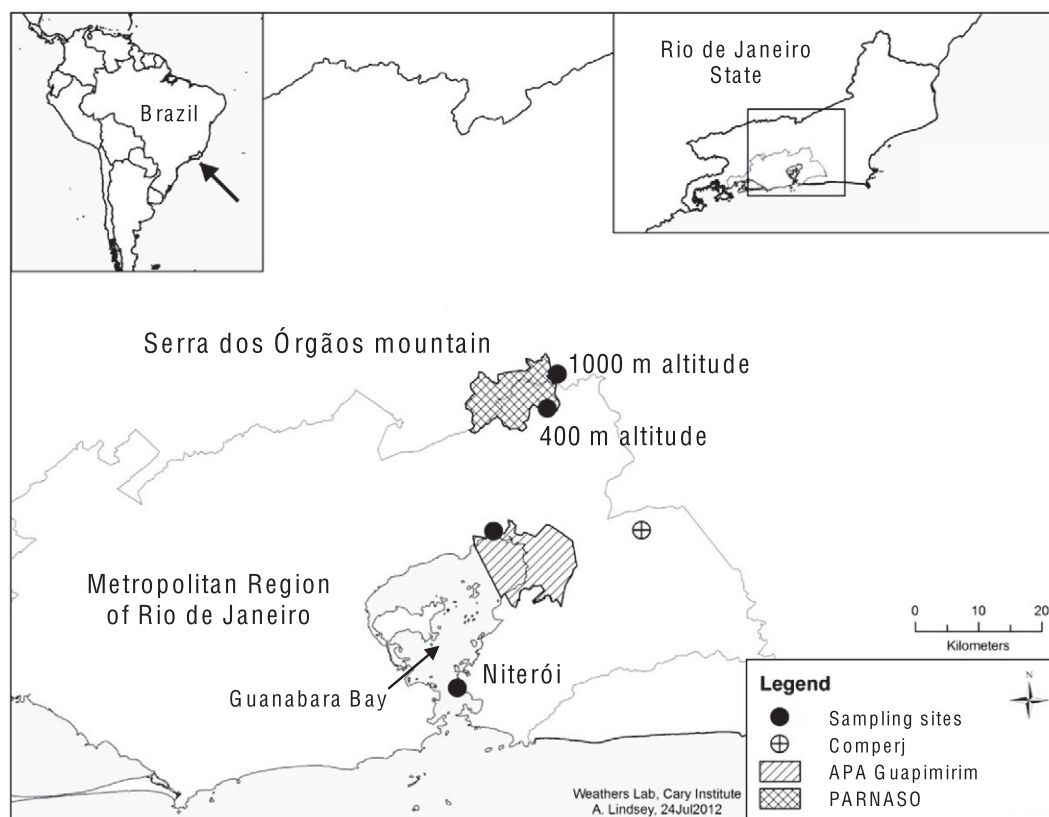 Brazil
Rio de Janeiro
State
Serra dos Órgãos mountain
1000 m altitude
400 m altitude
Metropolitan Region
of Rio de Janeiro
Guanabara Bay
Niterói
0 10 20
Kilometers
Legend
N
Sampling sites
Comperj
APA Guapimirim
PARNASO
Weathers Lab, Cary Institute
A. Lindsey, 24Jul2012